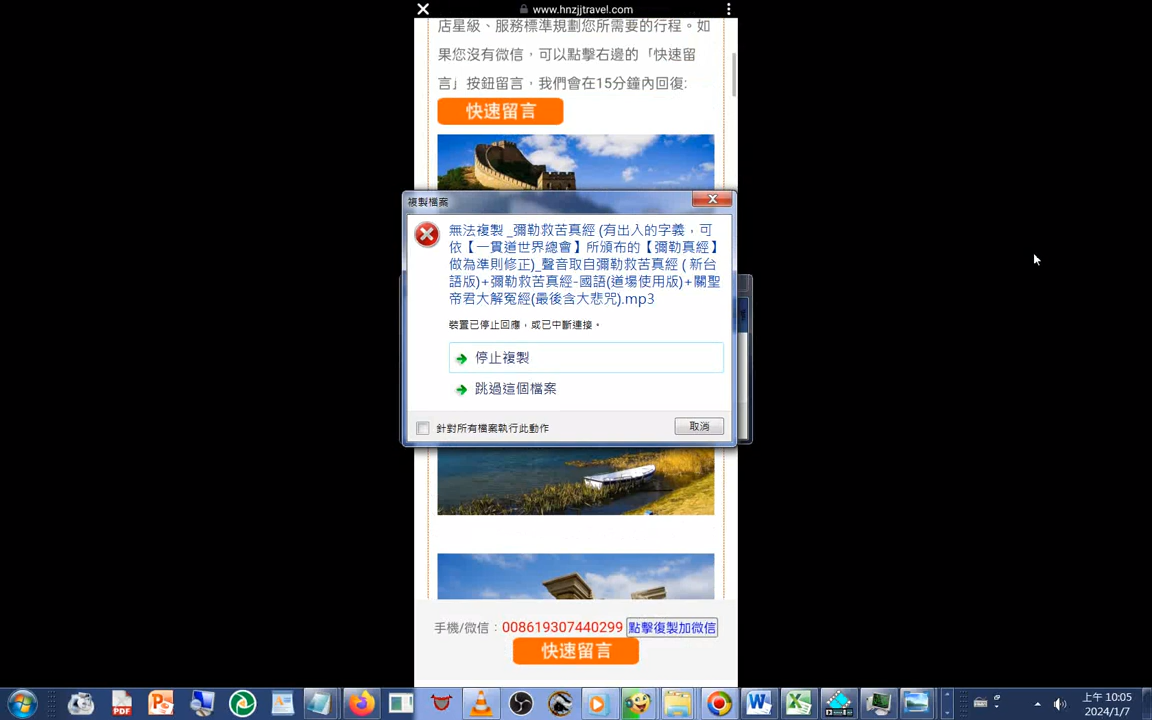 www.hnzjjtravel.com
店星級、服務標準規劃您所需要的行程。如
果您沒有微信，可以點擊右邊的「快速留
言」按鈕留言，我們會在15分鐘內回復:
快速留言
複製檔案
無法複製 _彌勒救苦真經 (有出入的字義，可
依【一貫道世界總會】所頒布的【彌勒真經】
做為準則修正)_聲音取自彌勒救苦真經 ( 新台
語版)+彌勒救苦真經-國語(道場使用版)+關聖
帝君大解冤經(最後含大悲咒).mp3
裝置已停止回應，或已中斷連接。
停止複製
跳過這個檔案
針對所有檔案執行此動作
取消
手機/微信：008619307440299 點擊復製加微信
快速留言
PDF
上午 10:05
2024/1/7